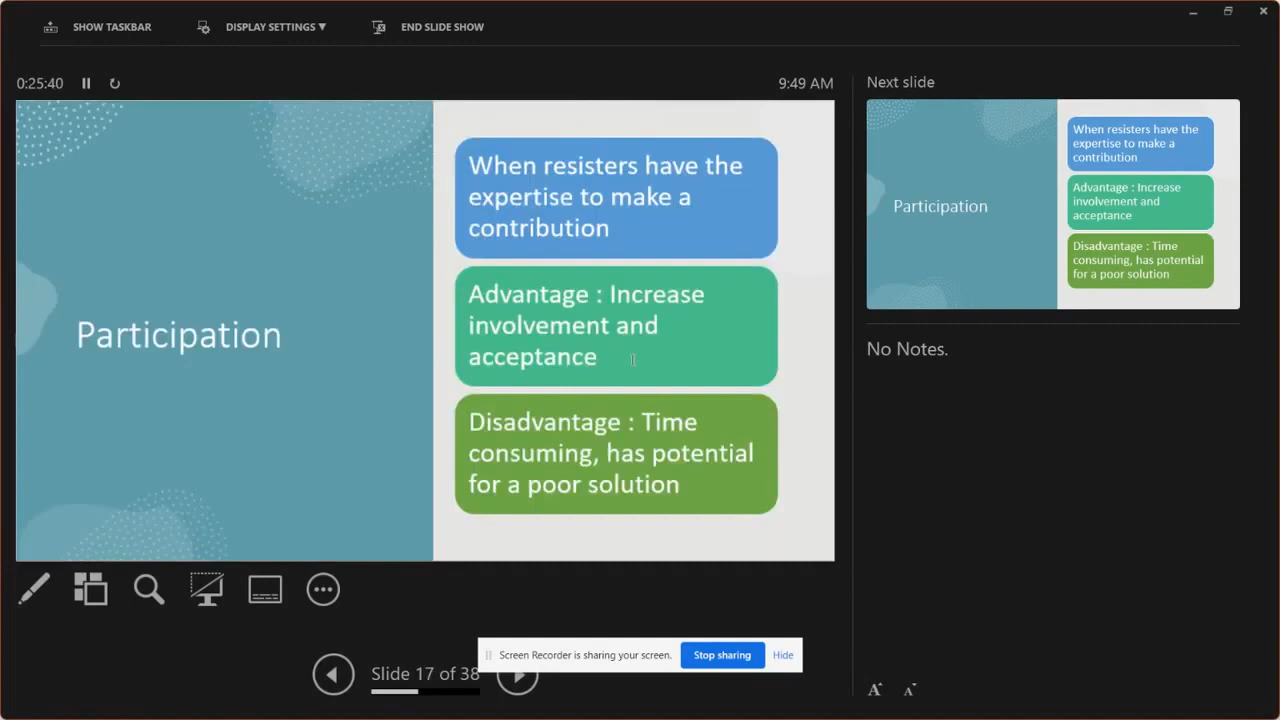 SHOW TASKBAR
DISPLAY SETTINGS ▼
END SLIDE SHOW
0:25:40
9:49 AM
Participation
When resisters have the
expertise to make a
contribution
Advantage : Increase
involvement and
acceptance
Disadvantage : Time
consuming, has potential
for a poor solution
Next slide
Participation
When resisters have the
expertise to make a
contribution
Advantage : Increase
involvement and
acceptance
Disadvantage : Time
consuming, has potential
for a poor solution
No Notes.
Screen Recorder is sharing your screen.
Stop sharing
Hide
Slide 17 of 38
A
A